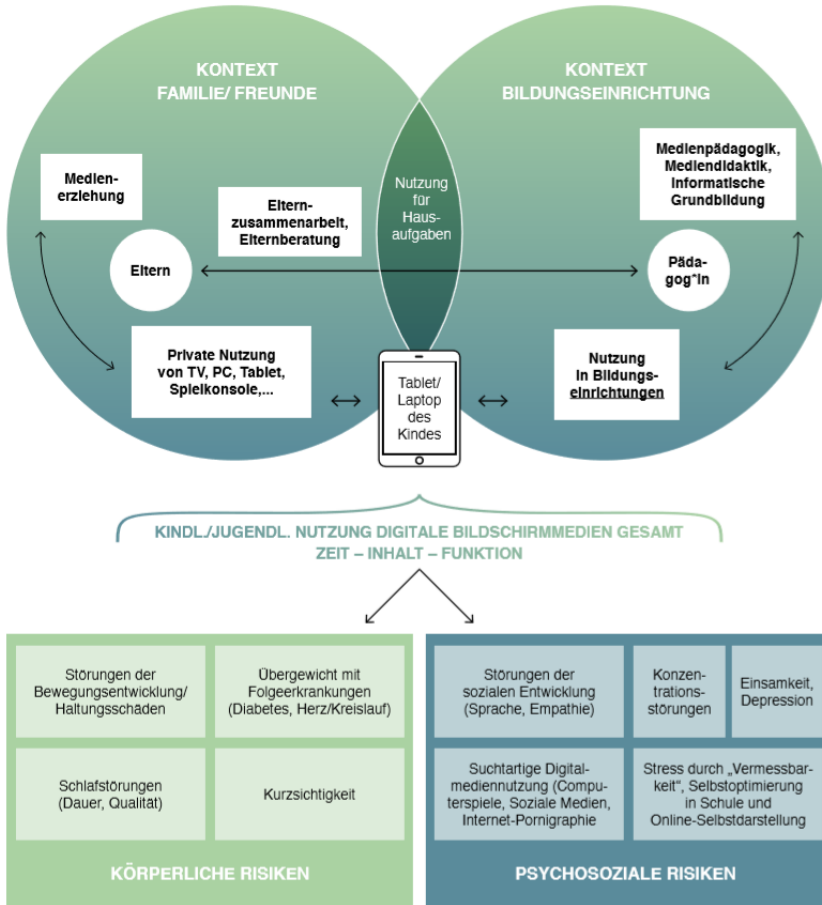 KONTEXT
FAMILIE/ FREUNDE
KONTEXT
BILDUNGSEINRICHTUNG
Medien-
erziehung
Eltern-
zusammenarbeit,
Elternberatung
Nutzung
für
Haus-
aufgaben
Medienpädagogik,
Mediendidaktik,
Informatische
Grundbildung
Eltern
Päda-
gog*in
Private Nutzung
von TV, PC, Tablet,
Spielkonsole,...
Tablet/
Laptop
des
Kindes
Nutzung
in Bildungs-
einrichtungen
KINDL./JUGENDL. NUTZUNG DIGITALE BILDSCHIRMMEDIEN GESAMT
ZEIT – INHALT – FUNKTION
Störungen der
Bewegungsentwicklung/
Haltungsschäden
Übergewicht mit
Folgeerkrankungen
(Diabetes, Herz/Kreislauf)
Schlafstörungen
(Dauer, Qualität)
Kurzsichtigkeit
KÖRPERLICHE RISIKEN
Störungen der
sozialen Entwicklung
(Sprache, Empathie)
Konzen-
trations-
störungen
Einsamkeit,
Depression
Suchtartige Digital-
mediennutzung (Compu-
terspiele, Soziale Medien,
Internet-Pornigraphie
Stress durch „Vermessbar-
keit“, Selbstoptimierung
in Schule und
Online-Selbstdarstellung
PSYCHOSOZIALE RISIKEN